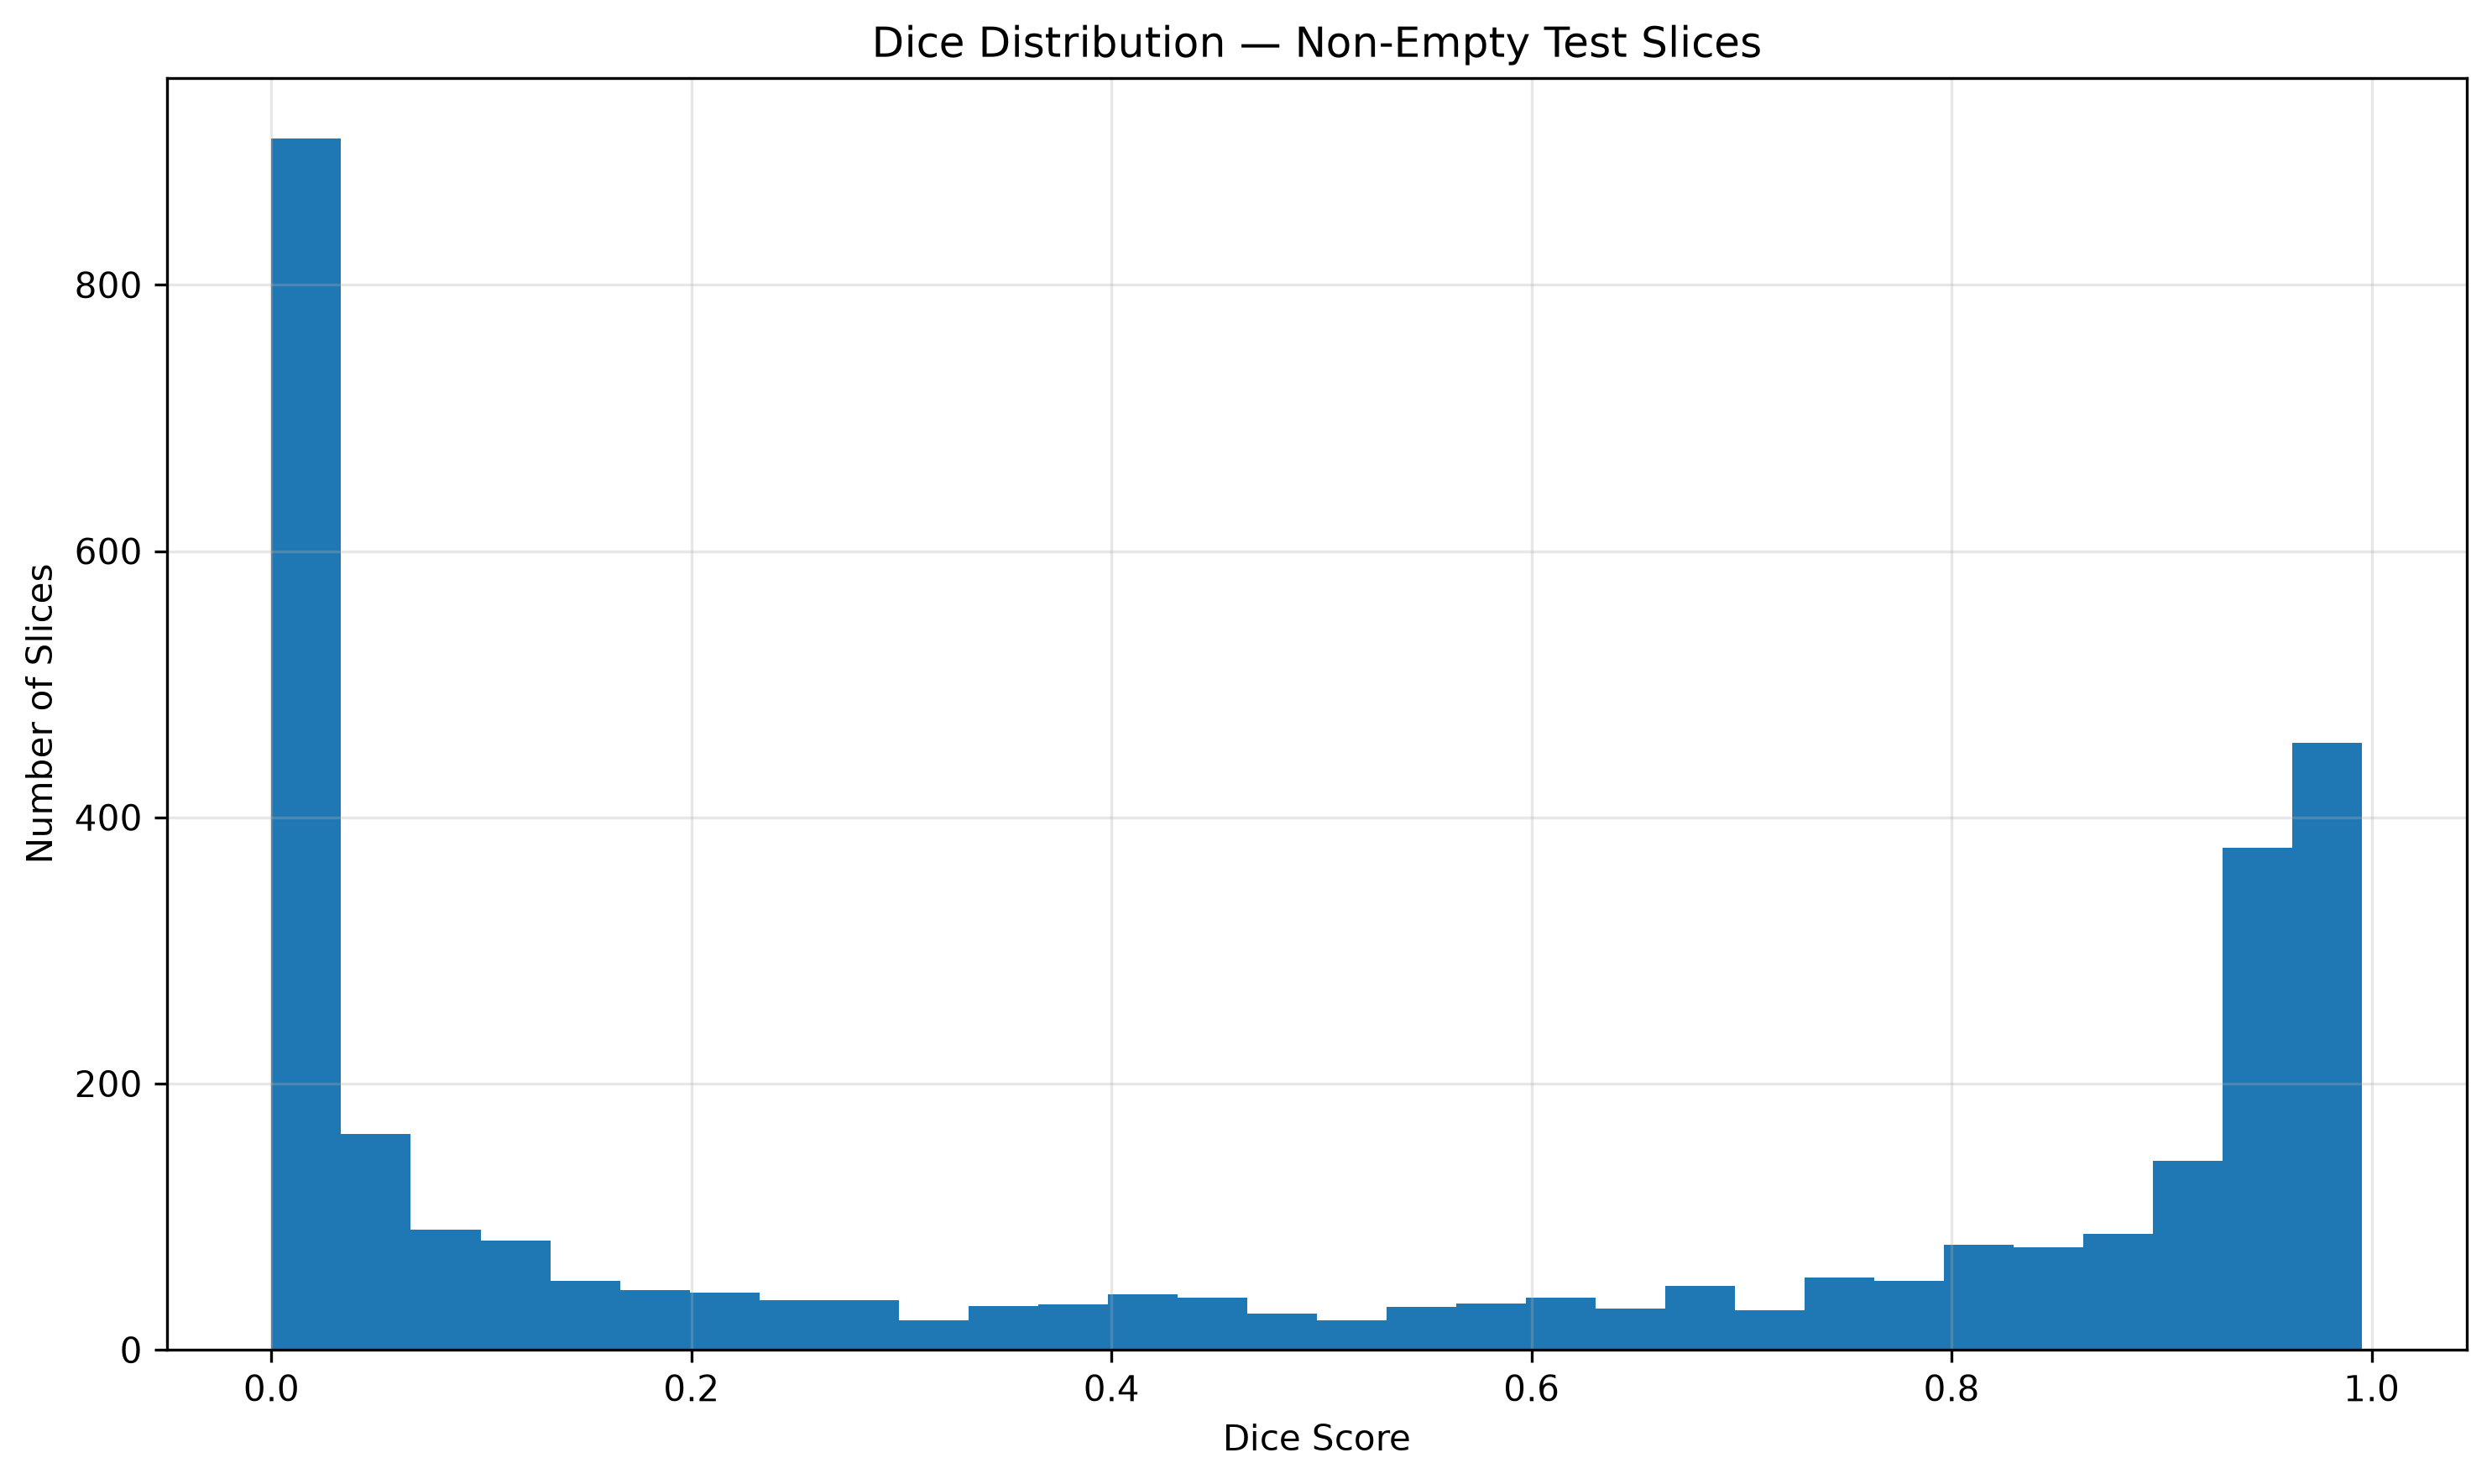 Dice Distribution — Non-Empty Test Slices
Number of Slices
800
600
400
200
0
0.0 0.2 0.4 0.6 0.8 1.0
Dice Score